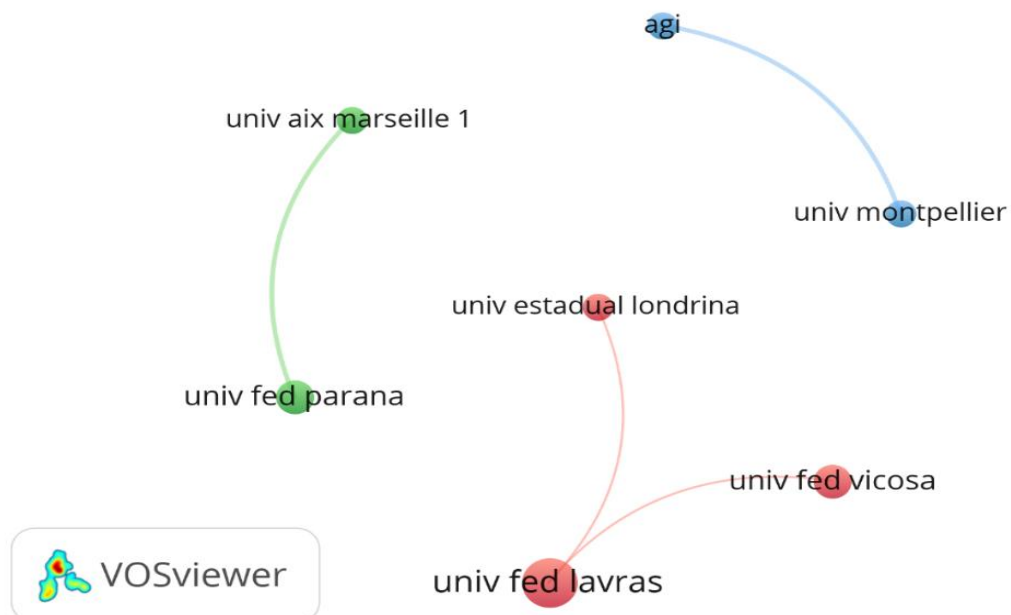 agi
univ aix marseille 1
univ montpellier
univ estadual londrina
univ fed parana
univ fed vicosa
VOSviewer
univ fed lavras